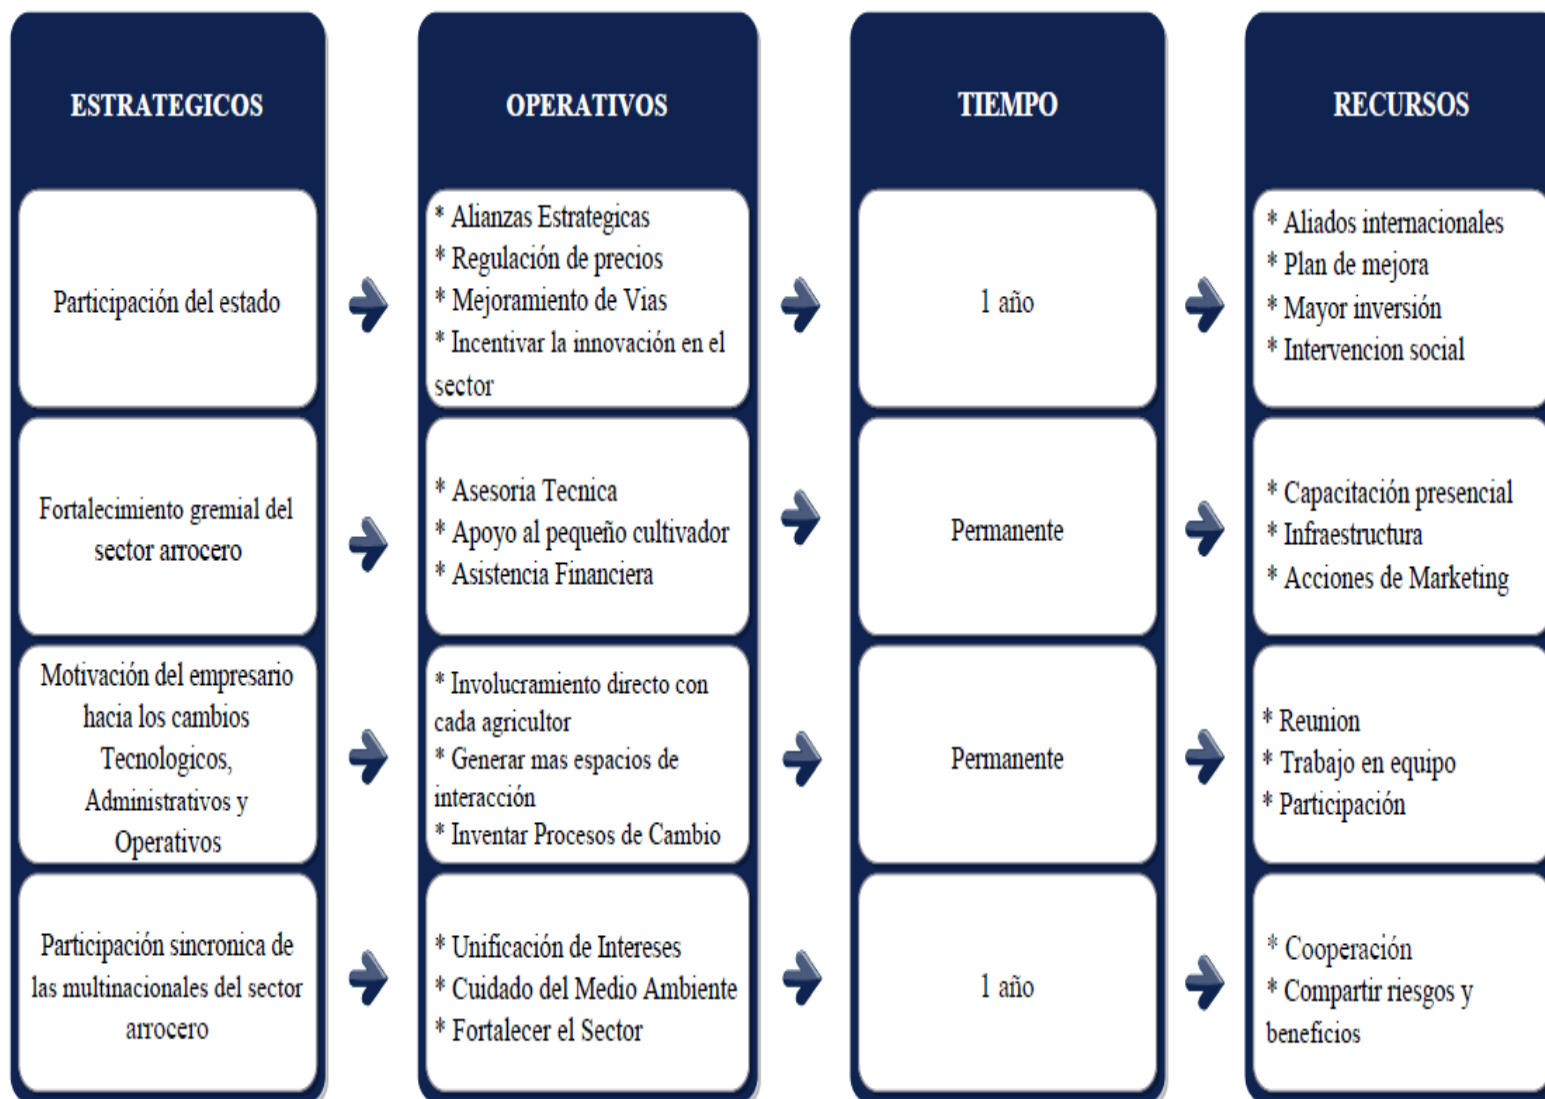 ESTRATEGICOS
OPERATIVOS
TIEMPO
RECURSOS
Participación del estado
* Alianzas Estrategicas
* Regulación de precios
* Mejoramiento de Vias
* Incentivar la innovación en el
sector
1 año
* Aliados internacionales
* Plan de mejora
* Mayor inversión
* Intervencion social
Fortalecimiento gremial del
sector arrocero
* Asesoria Tecnica
* Apoyo al pequeño cultivador
* Asistencia Financiera
Permanente
* Capacitación presencial
* Infraestructura
* Acciones de Marketing
Motivación del empresario
hacia los cambios
Tecnologicos,
Administrativos y
Operativos
* Involucramiento directo con
cada agricultor
* Generar mas espacios de
interacción
* Inventar Procesos de Cambio
Permanente
* Reunion
* Trabajo en equipo
* Participación
Participación sincronica de
las multinacionales del sector
arrocero
* Unificación de Intereses
* Cuidado del Medio Ambiente
* Fortalecer el Sector
1 año
* Cooperación
* Compartir riesgos y
beneficios